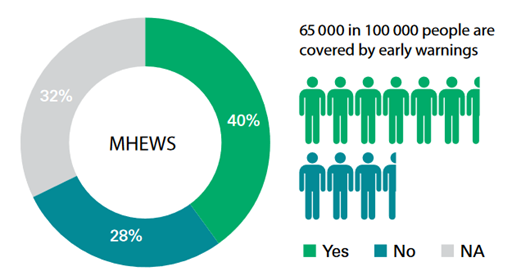 65 000 in 100 000 people are
covered by early warnings
32%
40%
MHEWS
28%
Yes No NA